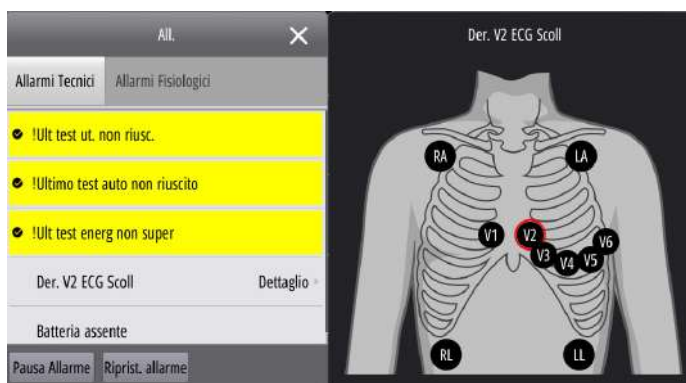 All.
Allarmi Tecnici
Allarmi Fisiologici
!Ult test ut. non riusc.
!Ultimo test auto non riuscito
!Ult test energ non super
Der. V2 ECG Scoll Dettaglio
Batteria assente
Pausa Allarme
Riprist. allarme
Der. V2 ECG Scoll
RA
LA
V1
V2
V3
V4
V5
V6
RL
LL